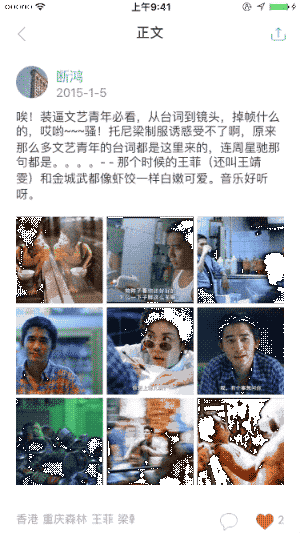 上午9:41
正文
断鸿
2015-1-5
唉！装逼文艺青年必看，从台词到镜头，掉帧什么
的，哎哟~~~骚！托尼梁制服诱惑受不了啊，原来
那么多文艺青年的台词都是这里来的，连周星驰那
句都是。。。。- - 那个时候的王菲（还叫王靖
雯）和金城武都像虾饺一样白嫩可爱。音乐好听
呀。
香港 重庆森林 王菲 梁
2